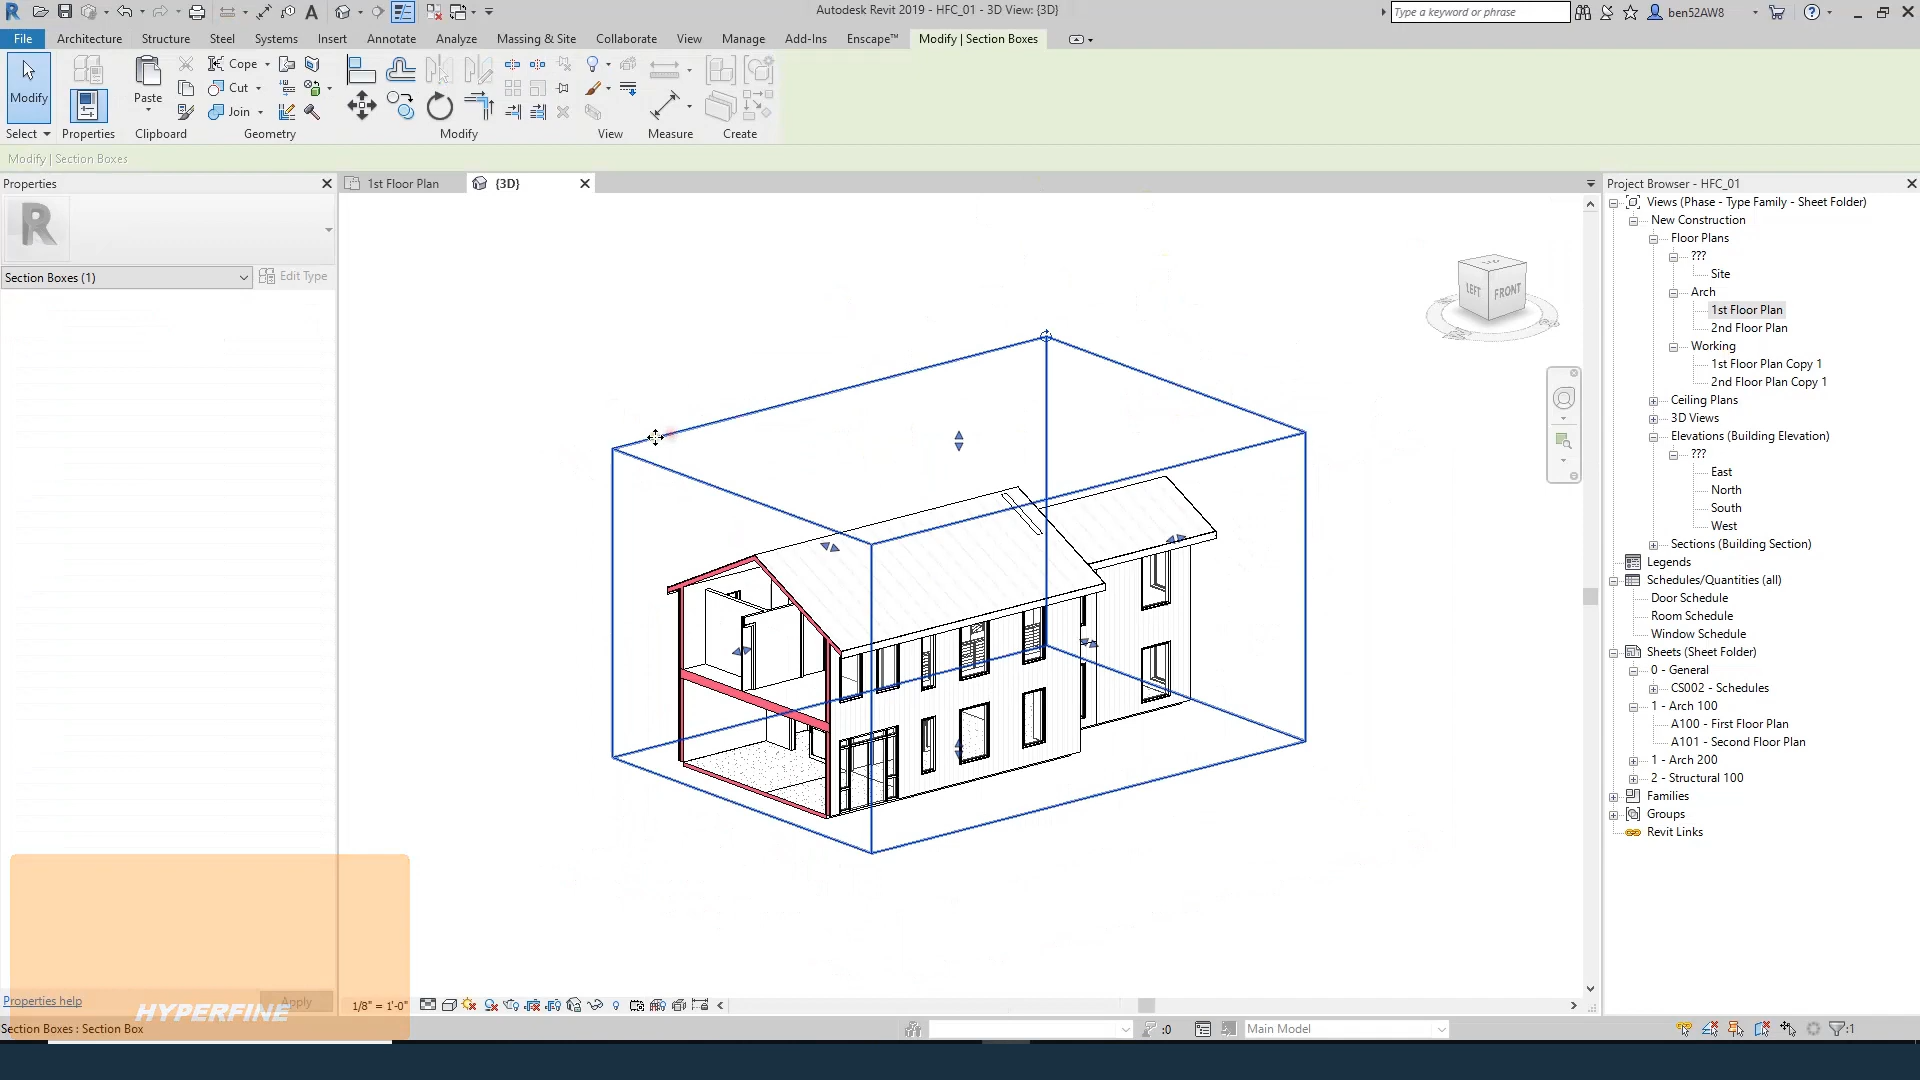 Autodesk Revit 2019 - HFC_01 - 3D View: {3D}
Type a keyword or phrase
ben52AW8
File Architecture Structure Steel Systems Insert Annotate Analyze Massing & Site Collaborate View Manage Add-Ins Enscape™ Modify | Section Boxes
Modify
Paste
Cope
Cut
Join
Select Properties Clipboard Geometry Modify View Measure Create
Modify | Section Boxes
Properties
1st Floor Plan
{3D}
Project Browser - HFC_01
Section Boxes (1)
Edit Type
LEFT
FRONT
Views (Phase - Type Family - Sheet Folder)
New Construction
Floor Plans
???
Site
Arch
1st Floor Plan
2nd Floor Plan
Working
1st Floor Plan Copy 1
2nd Floor Plan Copy 1
Ceiling Plans
3D Views
Elevations (Building Elevation)
???
East
North
South
West
Sections (Building Section)
Legends
Schedules/Quantities (all)
Door Schedule
Room Schedule
Window Schedule
Sheets (Sheet Folder)
0 - General
CS002 - Schedules
1 - Arch 100
A100 - First Floor Plan
A101 - Second Floor Plan
1 - Arch 200
2 - Structural 100
Families
Groups
Revit Links
Properties help
Apply
HYPERFINE
1/8" = 1'-0"
Section Boxes : Section Box
:0
Main Model
:1